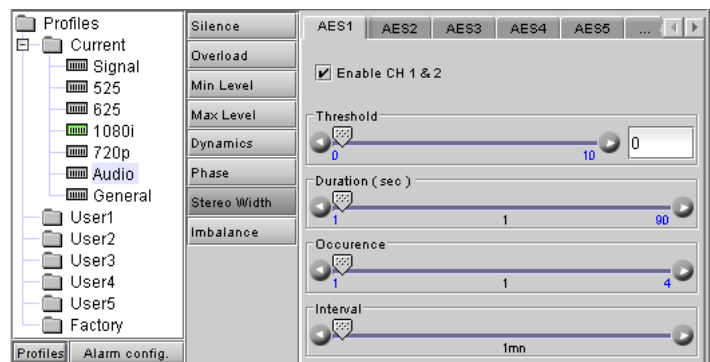 Profiles
Current
Signal
525
625
1080i
720p
Audio
General
User1
User2
User3
User4
User5
Factory
Profiles
Alarm config.
Silence
Overload
Min Level
Max Level
Dynamics
Phase
Stereo Width
Imbalance
AES1 AES2 AES3 AES4 AES5 ...
Enable CH 1 & 2
Threshold
0 10 0
Duration ( sec )
1 1 90
Occurence
1 1 4
Interval
1mn